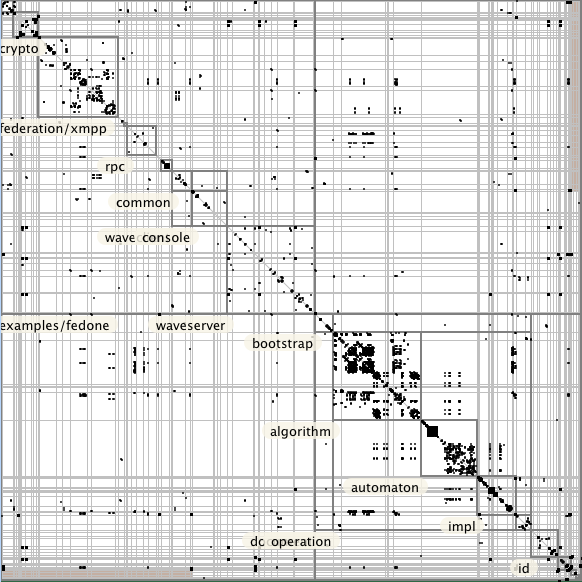 crypto
federation/xmpp
rpc
common
wave console
examples/fedone waveserver
bootstrap
algorithm
automaton
impl
operation
id